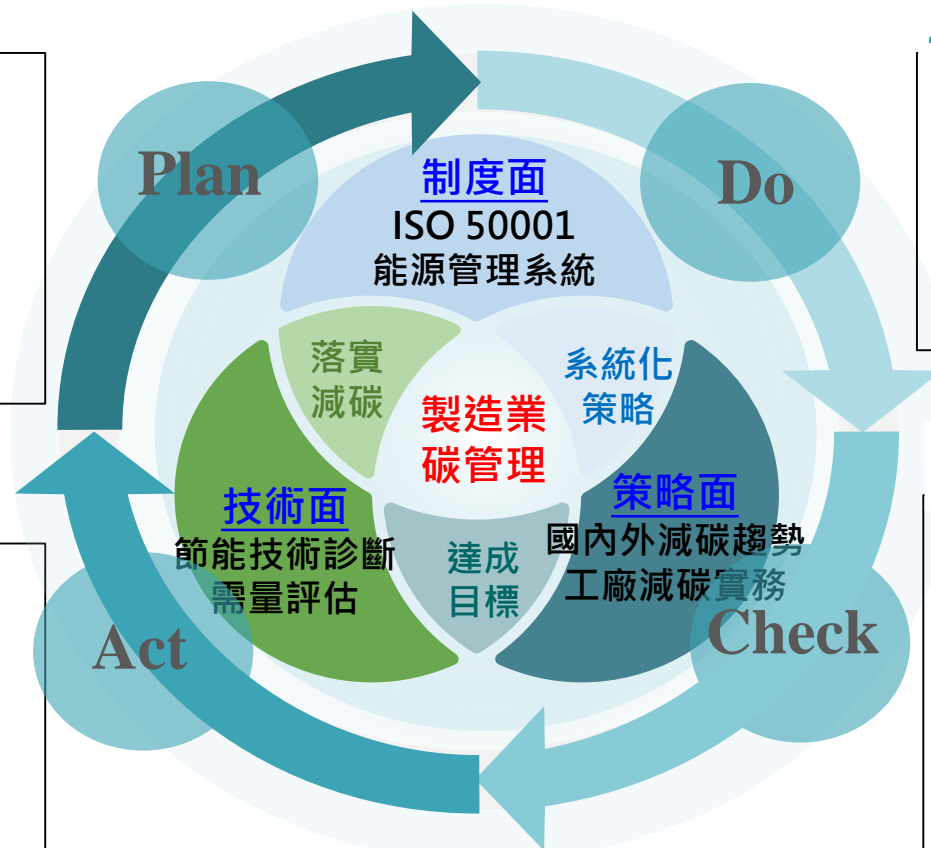 Plan
Do
制度面
ISO 50001
能源管理系統
落實
減碳
系統化
策略
製造業
碳管理
技術面
節能技術診斷
需量評估
策略面
國內外減碳趨勢
工廠減碳實務
達成
目標
Act
Check